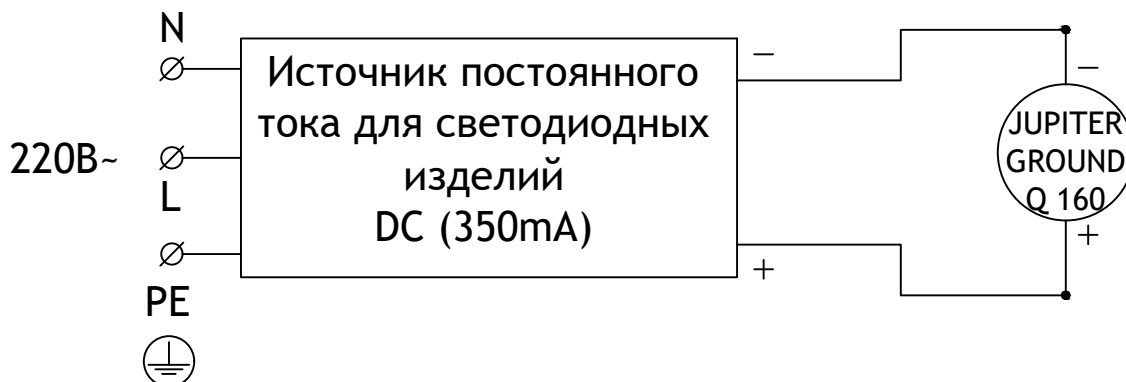 N
220В~
L
PE
Источник постоянного
тока для светодиодных
изделий
DC (350mA)
−
+
−
JUPITER
GROUND
Q 160
+